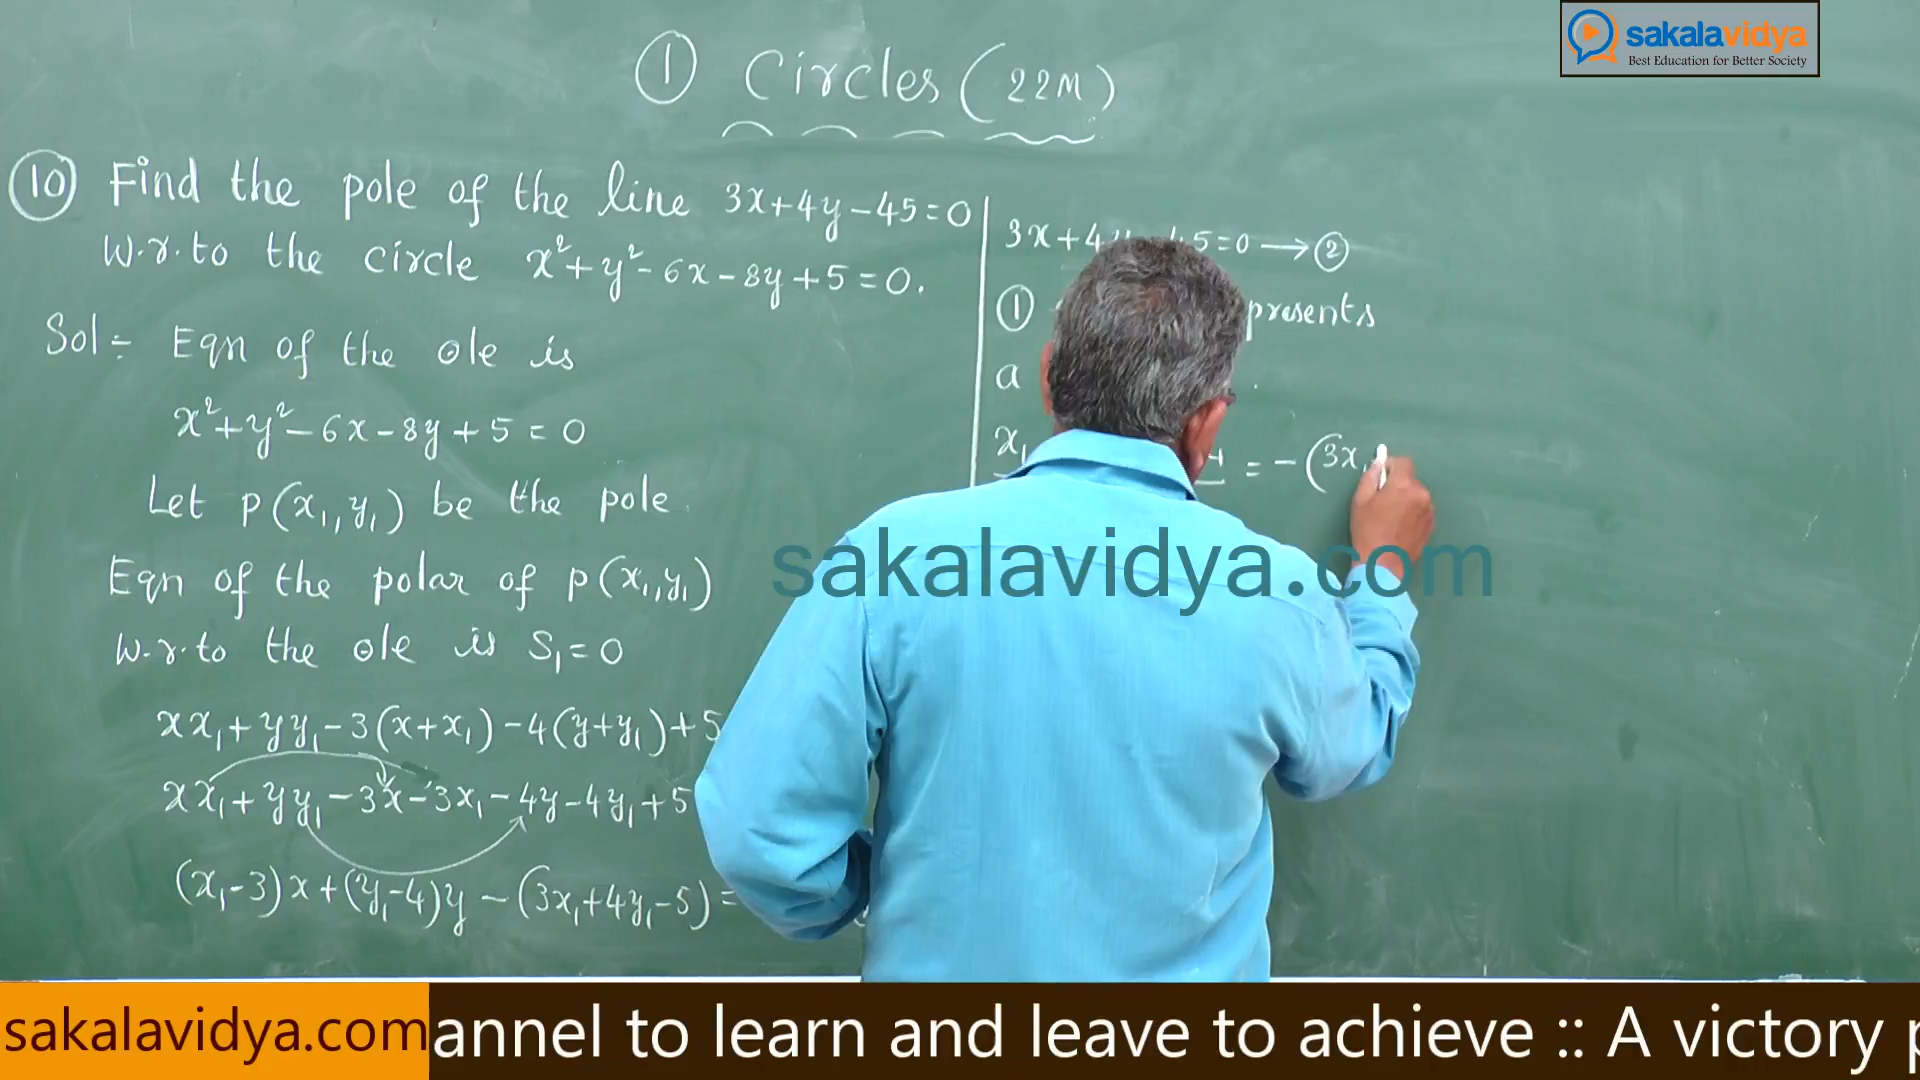 ① Circles (22M)
⑩ Find the pole of the line 3x+4y-45=0
w.r.to the circle x²+y²-6x-8y+5=0.
Sol:- Eqn of the ole is
x²+y²-6x-8y+5=0
Let p(x₁,y₁) be the pole.
Eqn of the polar of p(x₁,y₁)
w.r.to the ole is S₁=0
xx₁+yy₁-3(x+x₁)-4(y+y₁)+5
xx₁+yy₁-3x-3x₁-4y-4y₁+5
(x₁-3)x+(y₁-4)y-(3x₁+4y₁-5)=
3x+4y-45=0→②
① presents
a
x₁ = -(3x₁
sakalavidya
Best Education for Better Society
sakalavidya.com
sakalavidya.com
annel to learn and leave to achieve :: A victory p